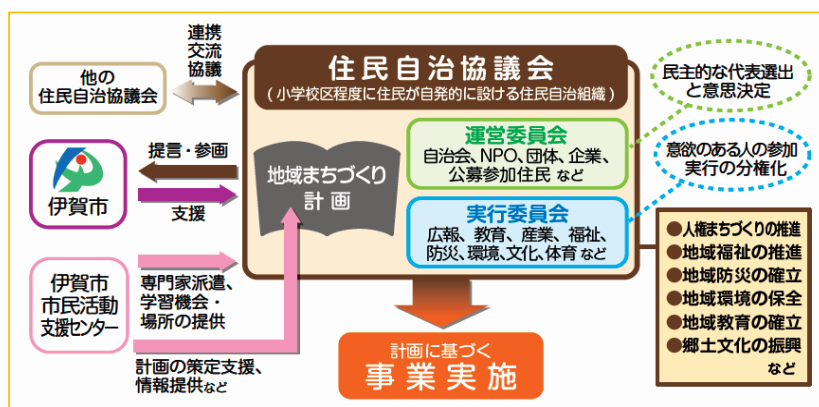 連携
交流
協議
他の
住民自治協議会
住民自治協議会
(小学校区程度に住民が自発的に設ける住民自治組織)
民主的な代表選出
と意思決定
運営委員会
自治会、NPO、団体、企業、
公募参加住民 など
意欲のある人の参加
実行の分権化
伊賀市
提言・参画
支援
地域まちづくり
計画
実行委員会
広報、教育、産業、福祉、
防災、環境、文化、体育 など
●人権まちづくりの推進
●地域福祉の推進
●地域防災の確立
●地域環境の保全
●地域教育の確立
●郷土文化の振興
など
伊賀市
市民活動
支援センター
専門家派遣、
学習機会・
場所の提供
計画の策定支援、
情報提供など
計画に基づく
事業実施